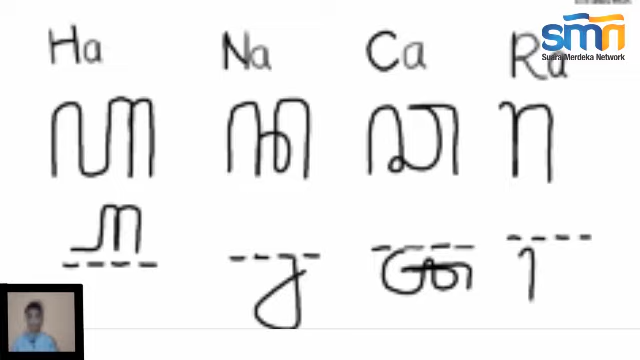 Ha Na Ca Ra
ꦲ ꦤ ꦕ ꦫ
꧀ꦲ ꧀ꦤ ꧀ꦕ ꧀ꦫ
smn
Suara Merdeka Network